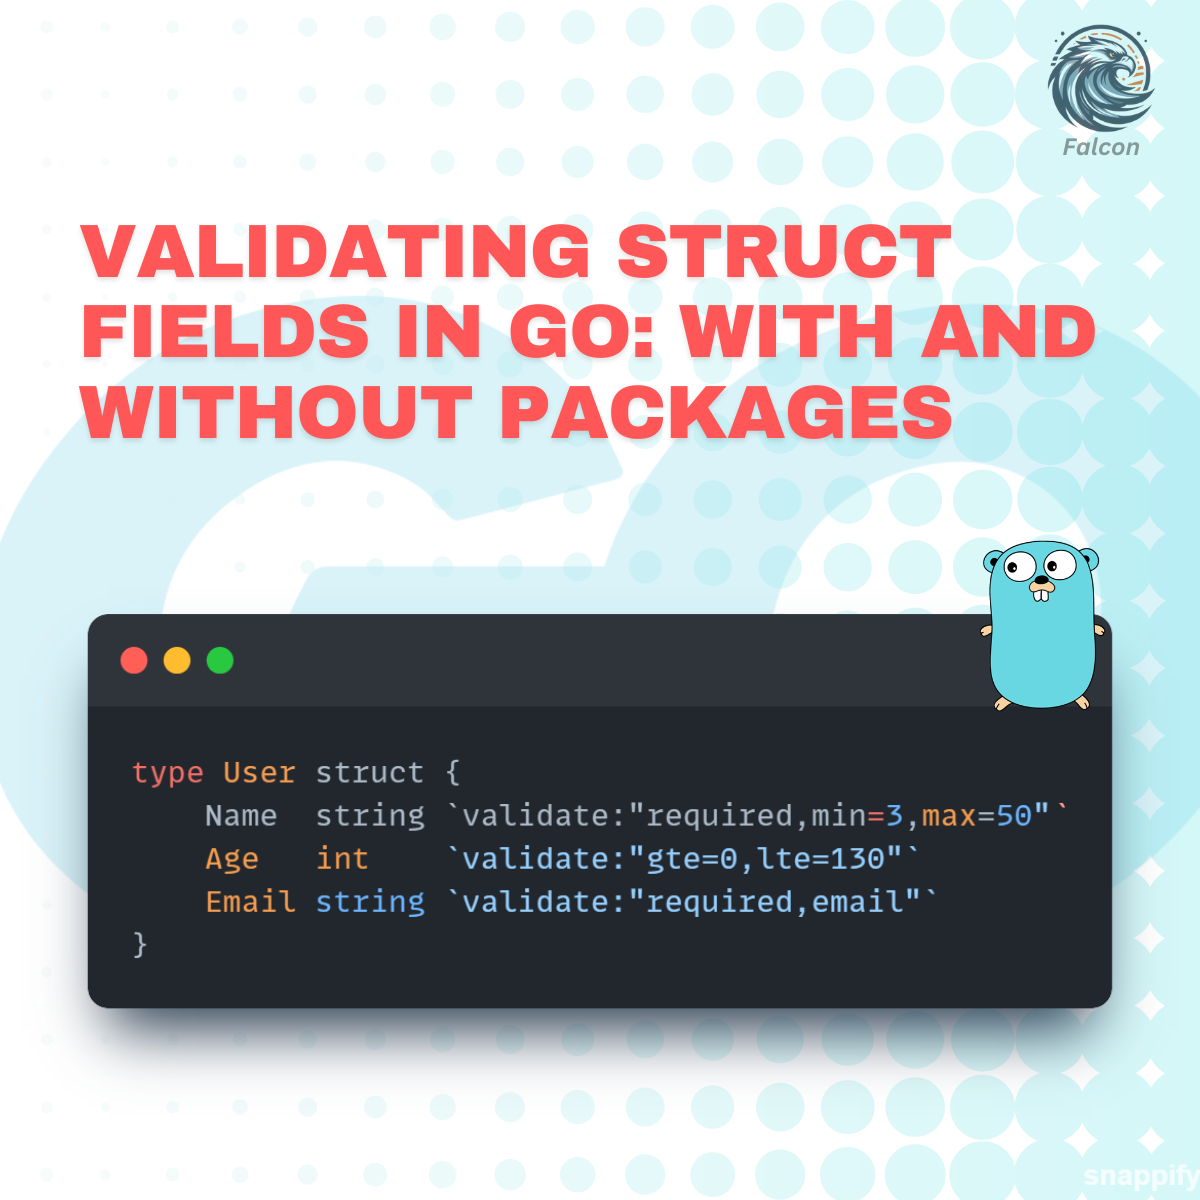 Falcon
VALIDATING STRUCT
FIELDS IN GO: WITH AND
WITHOUT PACKAGES
type User struct {
    Name  string `validate:"required,min=3,max=50"`
    Age   int    `validate:"gte=0,lte=130"`
    Email string `validate:"required,email"`
}
snappify